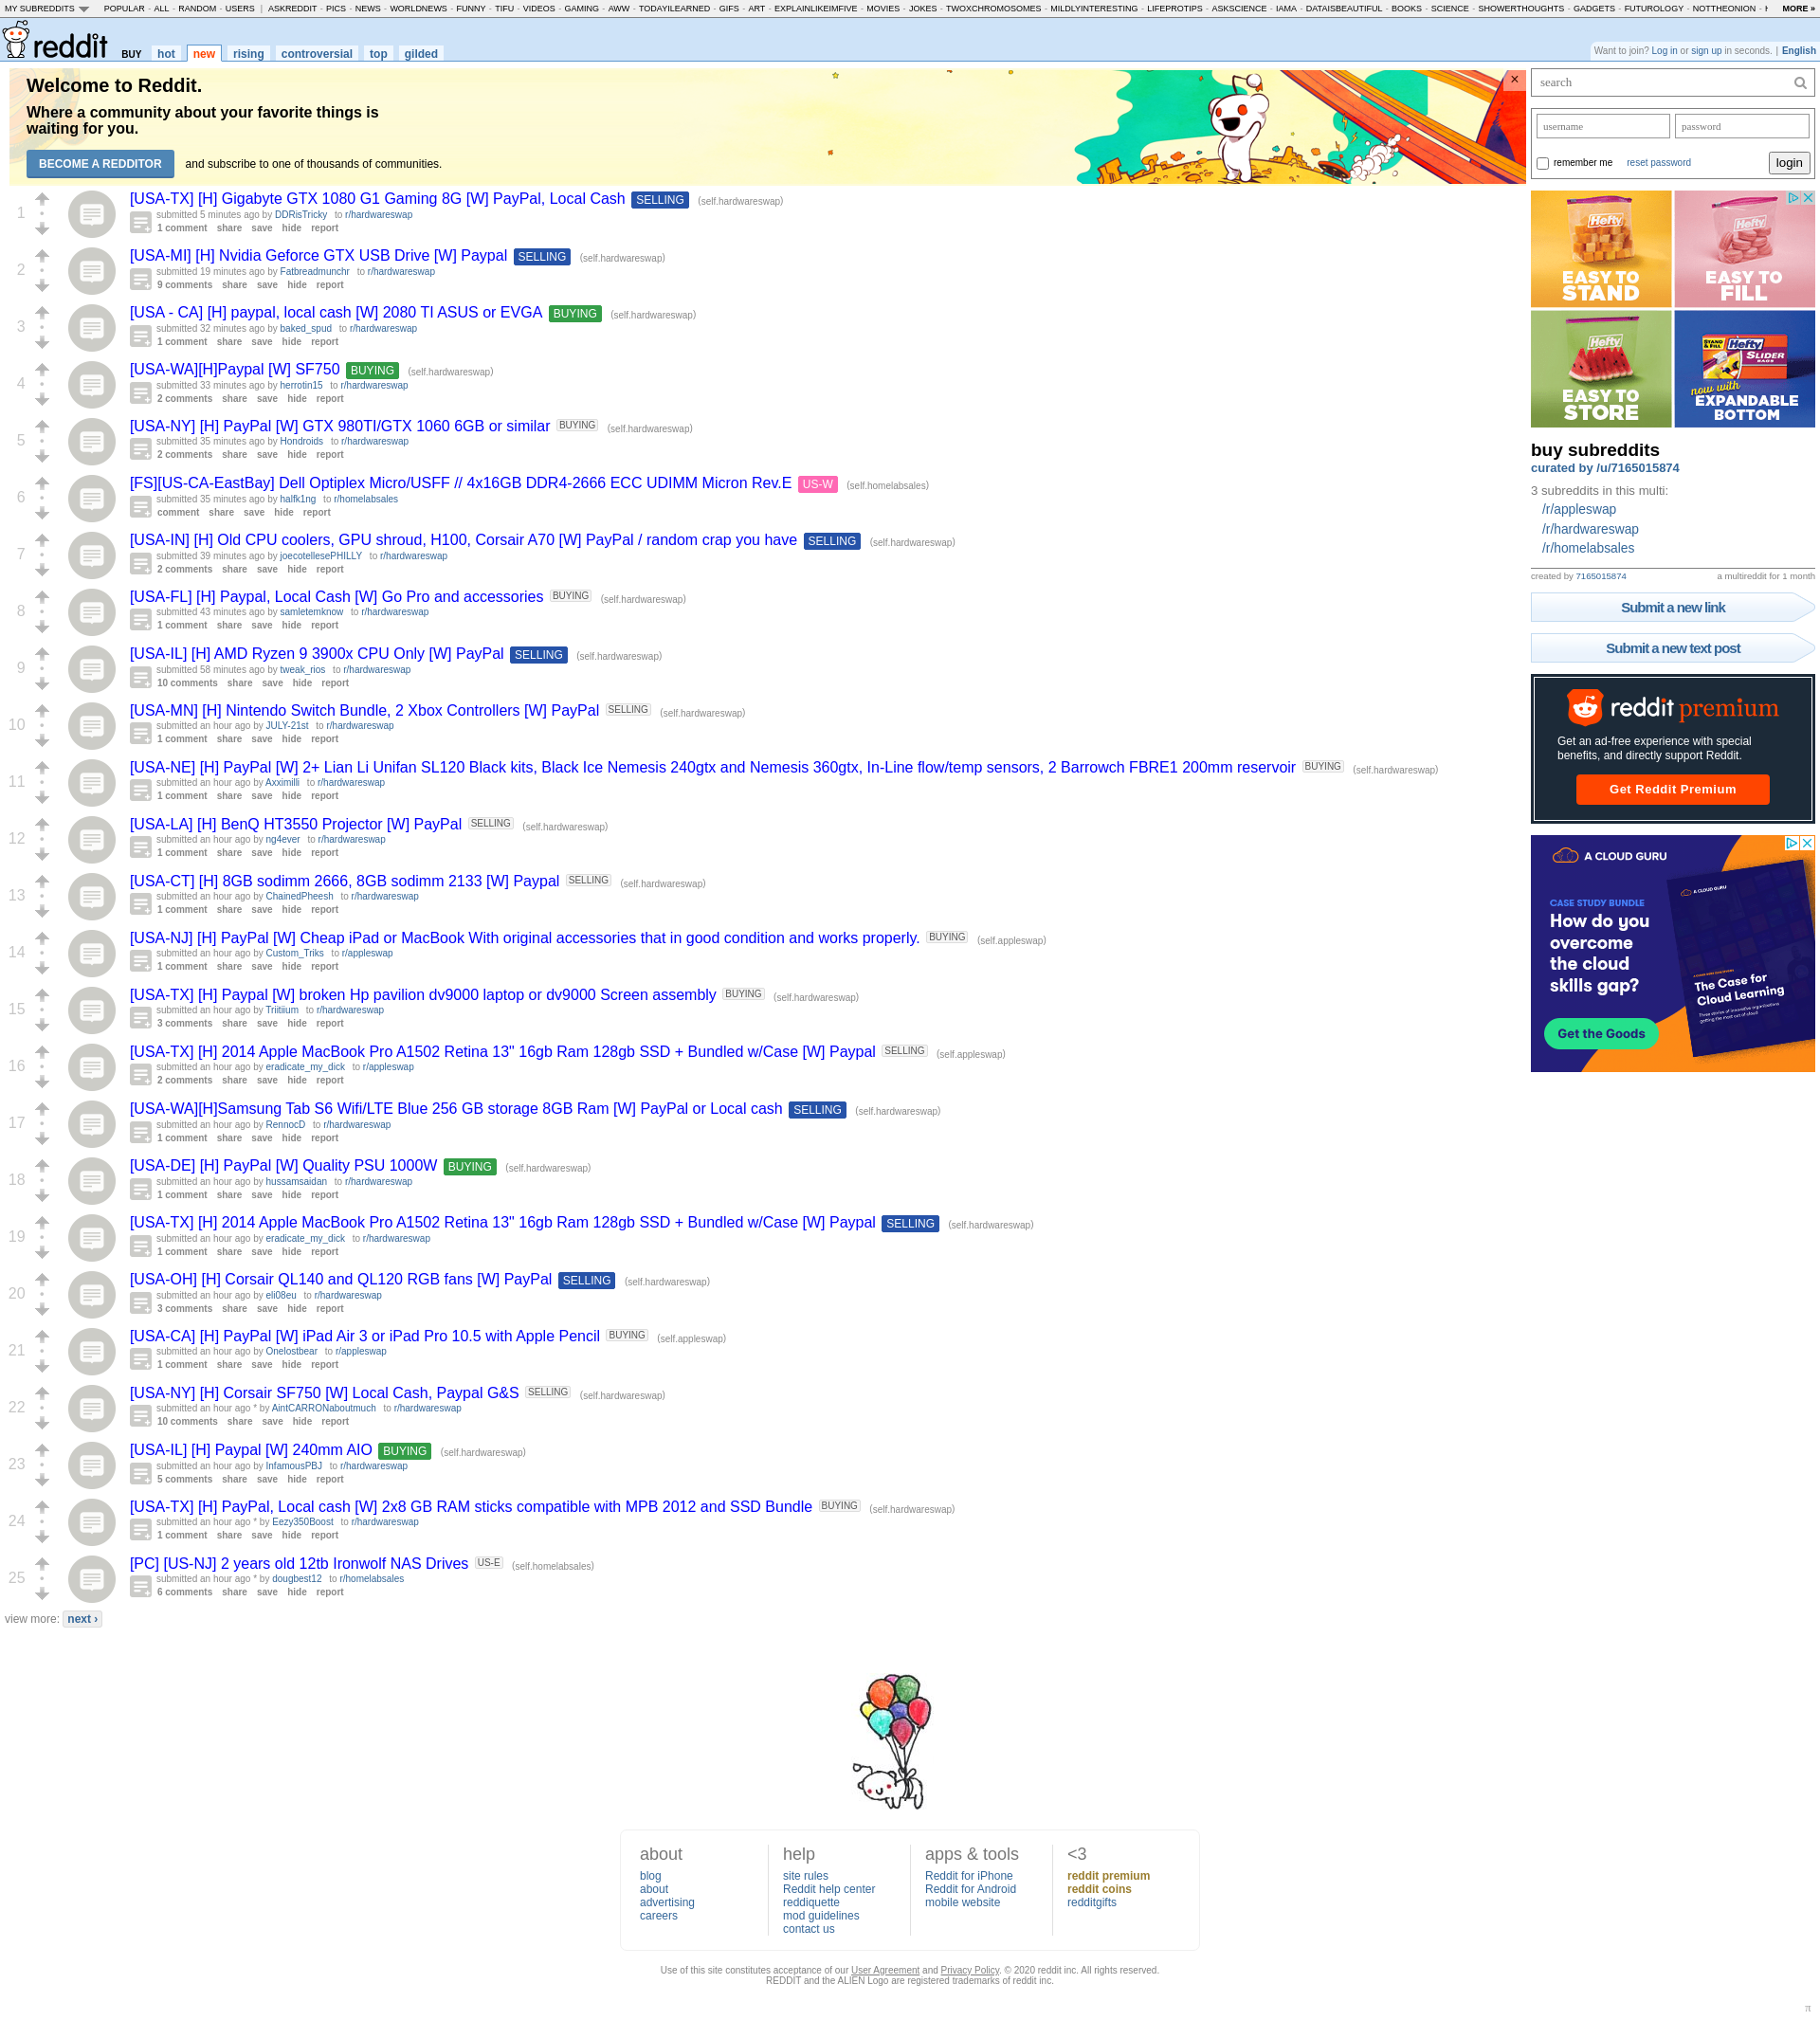 MY SUBREDDITS POPULAR - ALL - RANDOM - USERS | ASKREDDIT - PICS - NEWS - WORLDNEWS - FUNNY - TIFU - VIDEOS - GAMING - AWW - TODAYILEARNED - GIFS - ART - EXPLAINLIKEIMFIVE - MOVIES - JOKES - TWOXCHROMOSOMES - MILDLYINTERESTING - LIFEPROTIPS - ASKSCIENCE - IAMA - DATAISBEAUTIFUL - BOOKS - SCIENCE - SHOWERTHOUGHTS - GADGETS - FUTUROLOGY - NOTTHEONION - MORE »
reddit BUY hot new rising controversial top gilded
Want to join? Log in or sign up in seconds. | English
Welcome to Reddit.
Where a community about your favorite things is
waiting for you.
BECOME A REDDITOR and subscribe to one of thousands of communities.
1
[USA-TX] [H] Gigabyte GTX 1080 G1 Gaming 8G [W] PayPal, Local Cash SELLING (self.hardwareswap)
submitted 5 minutes ago by DDRisTricky to r/hardwareswap
1 comment share save hide report
2
[USA-MI] [H] Nvidia Geforce GTX USB Drive [W] Paypal SELLING (self.hardwareswap)
submitted 19 minutes ago by Fatbreadmunchr to r/hardwareswap
9 comments share save hide report
3
[USA - CA] [H] paypal, local cash [W] 2080 TI ASUS or EVGA BUYING (self.hardwareswap)
submitted 32 minutes ago by baked_spud to r/hardwareswap
1 comment share save hide report
4
[USA-WA][H]Paypal [W] SF750 BUYING (self.hardwareswap)
submitted 33 minutes ago by herrotin15 to r/hardwareswap
2 comments share save hide report
5
[USA-NY] [H] PayPal [W] GTX 980TI/GTX 1060 6GB or similar BUYING (self.hardwareswap)
submitted 35 minutes ago by Hondroids to r/hardwareswap
2 comments share save hide report
6
[FS][US-CA-EastBay] Dell Optiplex Micro/USFF // 4x16GB DDR4-2666 ECC UDIMM Micron Rev.E US-W (self.homelabsales)
submitted 35 minutes ago by halfk1ng to r/homelabsales
comment share save hide report
7
[USA-IN] [H] Old CPU coolers, GPU shroud, H100, Corsair A70 [W] PayPal / random crap you have SELLING (self.hardwareswap)
submitted 39 minutes ago by joecotellesePHILLY to r/hardwareswap
2 comments share save hide report
8
[USA-FL] [H] Paypal, Local Cash [W] Go Pro and accessories BUYING (self.hardwareswap)
submitted 43 minutes ago by samletemknow to r/hardwareswap
1 comment share save hide report
9
[USA-IL] [H] AMD Ryzen 9 3900x CPU Only [W] PayPal SELLING (self.hardwareswap)
submitted 58 minutes ago by tweak_rios to r/hardwareswap
10 comments share save hide report
10
[USA-MN] [H] Nintendo Switch Bundle, 2 Xbox Controllers [W] PayPal SELLING (self.hardwareswap)
submitted an hour ago by JULY-21st to r/hardwareswap
1 comment share save hide report
11
[USA-NE] [H] PayPal [W] 2+ Lian Li Unifan SL120 Black kits, Black Ice Nemesis 240gtx and Nemesis 360gtx, In-Line flow/temp sensors, 2 Barrowch FBRE1 200mm reservoir BUYING (self.hardwareswap)
submitted an hour ago by Axximilli to r/hardwareswap
1 comment share save hide report
12
[USA-LA] [H] BenQ HT3550 Projector [W] PayPal SELLING (self.hardwareswap)
submitted an hour ago by ng4ever to r/hardwareswap
1 comment share save hide report
13
[USA-CT] [H] 8GB sodimm 2666, 8GB sodimm 2133 [W] Paypal SELLING (self.hardwareswap)
submitted an hour ago by ChainedPheesh to r/hardwareswap
1 comment share save hide report
14
[USA-NJ] [H] PayPal [W] Cheap iPad or MacBook With original accessories that in good condition and works properly. BUYING (self.appleswap)
submitted an hour ago by Custom_Triks to r/appleswap
1 comment share save hide report
15
[USA-TX] [H] Paypal [W] broken Hp pavilion dv9000 laptop or dv9000 Screen assembly BUYING (self.hardwareswap)
submitted an hour ago by Triitiium to r/hardwareswap
3 comments share save hide report
16
[USA-TX] [H] 2014 Apple MacBook Pro A1502 Retina 13" 16gb Ram 128gb SSD + Bundled w/Case [W] Paypal SELLING (self.appleswap)
submitted an hour ago by eradicate_my_dick to r/appleswap
2 comments share save hide report
17
[USA-WA][H]Samsung Tab S6 Wifi/LTE Blue 256 GB storage 8GB Ram [W] PayPal or Local cash SELLING (self.hardwareswap)
submitted an hour ago by RennocD to r/hardwareswap
1 comment share save hide report
18
[USA-DE] [H] PayPal [W] Quality PSU 1000W BUYING (self.hardwareswap)
submitted an hour ago by hussamsaidan to r/hardwareswap
1 comment share save hide report
19
[USA-TX] [H] 2014 Apple MacBook Pro A1502 Retina 13" 16gb Ram 128gb SSD + Bundled w/Case [W] Paypal SELLING (self.hardwareswap)
submitted an hour ago by eradicate_my_dick to r/hardwareswap
1 comment share save hide report
20
[USA-OH] [H] Corsair QL140 and QL120 RGB fans [W] PayPal SELLING (self.hardwareswap)
submitted an hour ago by eli08eu to r/hardwareswap
3 comments share save hide report
21
[USA-CA] [H] PayPal [W] iPad Air 3 or iPad Pro 10.5 with Apple Pencil BUYING (self.appleswap)
submitted an hour ago by Onelostbear to r/appleswap
1 comment share save hide report
22
[USA-NY] [H] Corsair SF750 [W] Local Cash, Paypal G&S SELLING (self.hardwareswap)
submitted an hour ago * by AintCARRONaboutmuch to r/hardwareswap
10 comments share save hide report
23
[USA-IL] [H] Paypal [W] 240mm AIO BUYING (self.hardwareswap)
submitted an hour ago by InfamousPBJ to r/hardwareswap
5 comments share save hide report
24
[USA-TX] [H] PayPal, Local cash [W] 2x8 GB RAM sticks compatible with MPB 2012 and SSD Bundle BUYING (self.hardwareswap)
submitted an hour ago * by Eezy350Boost to r/hardwareswap
1 comment share save hide report
25
[PC] [US-NJ] 2 years old 12tb Ironwolf NAS Drives US-E (self.homelabsales)
submitted an hour ago * by dougbest12 to r/homelabsales
6 comments share save hide report
view more: next ›
search
username password
remember me reset password login
Hefty
EASY TO
STAND
Hefty
EASY TO
FILL
Hefty
EASY TO
STORE
STAND & FILL Hefty SLIDER BAGS
now with
EXPANDABLE
BOTTOM
buy subreddits
curated by /u/7165015874
3 subreddits in this multi:
/r/appleswap
/r/hardwareswap
/r/homelabsales
created by 7165015874 a multireddit for 1 month
Submit a new link
Submit a new text post
reddit premium
Get an ad-free experience with special
benefits, and directly support Reddit.
Get Reddit Premium
A CLOUD GURU
A CLOUD GURU
CASE STUDY BUNDLE
How do you
overcome
the cloud
skills gap?
The Case for
Cloud Learning
Get the Goods
about
blog
about
advertising
careers
help
site rules
Reddit help center
reddiquette
mod guidelines
contact us
apps & tools
Reddit for iPhone
Reddit for Android
mobile website
<3
reddit premium
reddit coins
redditgifts
Use of this site constitutes acceptance of our User Agreement and Privacy Policy. © 2020 reddit inc. All rights reserved.
REDDIT and the ALIEN Logo are registered trademarks of reddit inc.
π